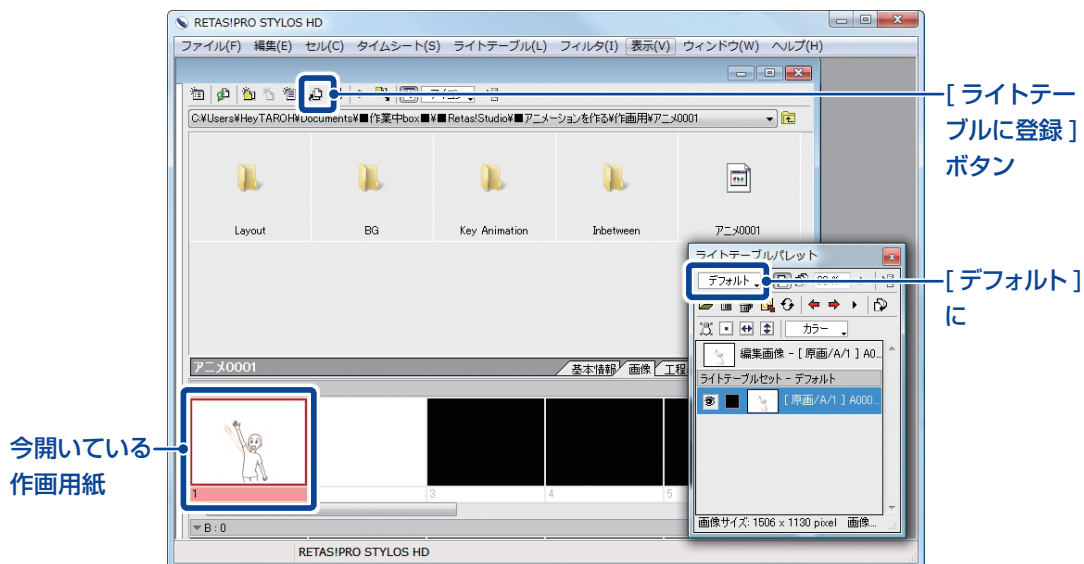 RETAS!PRO STYLOS HD
ファイル(F) 編集(E) セル(C) タイムシート(S) ライトテーブル(L) フィルタ(I) 表示(V) ウィンドウ(W) ヘルプ(H)
[ ライトテーブルに登録 ] ボタン
C:¥Users¥HeyTAROH¥Documents¥■作業中box■¥■Retas!Studio¥■アニメーションを作る¥作画用¥アニメ0001
Layout
BG
Key Animation
Inbetween
アニメ0001
ライトテーブルパレット
デフォルト
[ デフォルト ] に
カラー
編集画像 - [ 原画/A/1 ] A0...
ライトテーブルセット - デフォルト
[ 原画/A/1 ] A000...
アニメ0001
基本情報 画像 工程
今開いている
作画用紙
1
3
4
5
画像サイズ: 1506 x 1130 pixel 画像...
B : 0
RETAS!PRO STYLOS HD